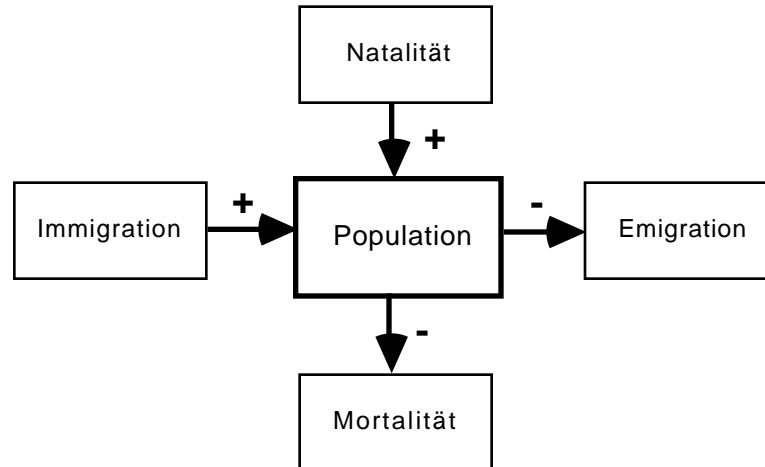 Natalität
+
Immigration
+
Population
-
Emigration
-
Mortalität